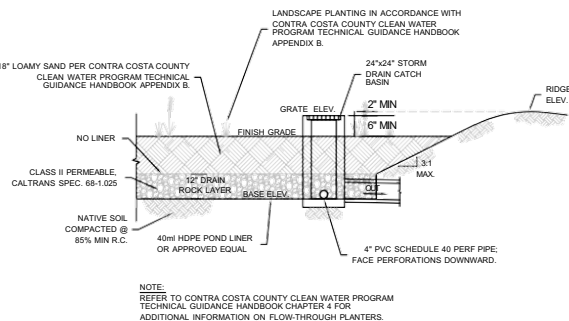 LANDSCAPE PLANTING IN ACCORDANCE WITH
CONTRA COSTA COUNTY CLEAN WATER
PROGRAM TECHNICAL GUIDANCE HANDBOOK
APPENDIX B.
18" LOAMY SAND PER CONTRA COSTA COUNTY
CLEAN WATER PROGRAM TECHNICAL
GUIDANCE HANDBOOK APPENDIX B.
24"x24" STORM
DRAIN CATCH
BASIN
RIDGE
ELEV.
GRATE ELEV.
2" MIN
6" MIN
FINISH GRADE
NO LINER
3:1
MAX.
CLASS II PERMEABLE,
CALTRANS SPEC. 68-1.025
12" DRAIN
ROCK LAYER
BASE ELEV.
OUT
NATIVE SOIL
COMPACTED @
85% MIN R.C.
40ml HDPE POND LINER
OR APPROVED EQUAL
4" PVC SCHEDULE 40 PERF PIPE;
FACE PERFORATIONS DOWNWARD.
NOTE:
REFER TO CONTRA COSTA COUNTY CLEAN WATER PROGRAM
TECHNICAL GUIDANCE HANDBOOK CHAPTER 4 FOR
ADDITIONAL INFORMATION ON FLOW-THROUGH PLANTERS.